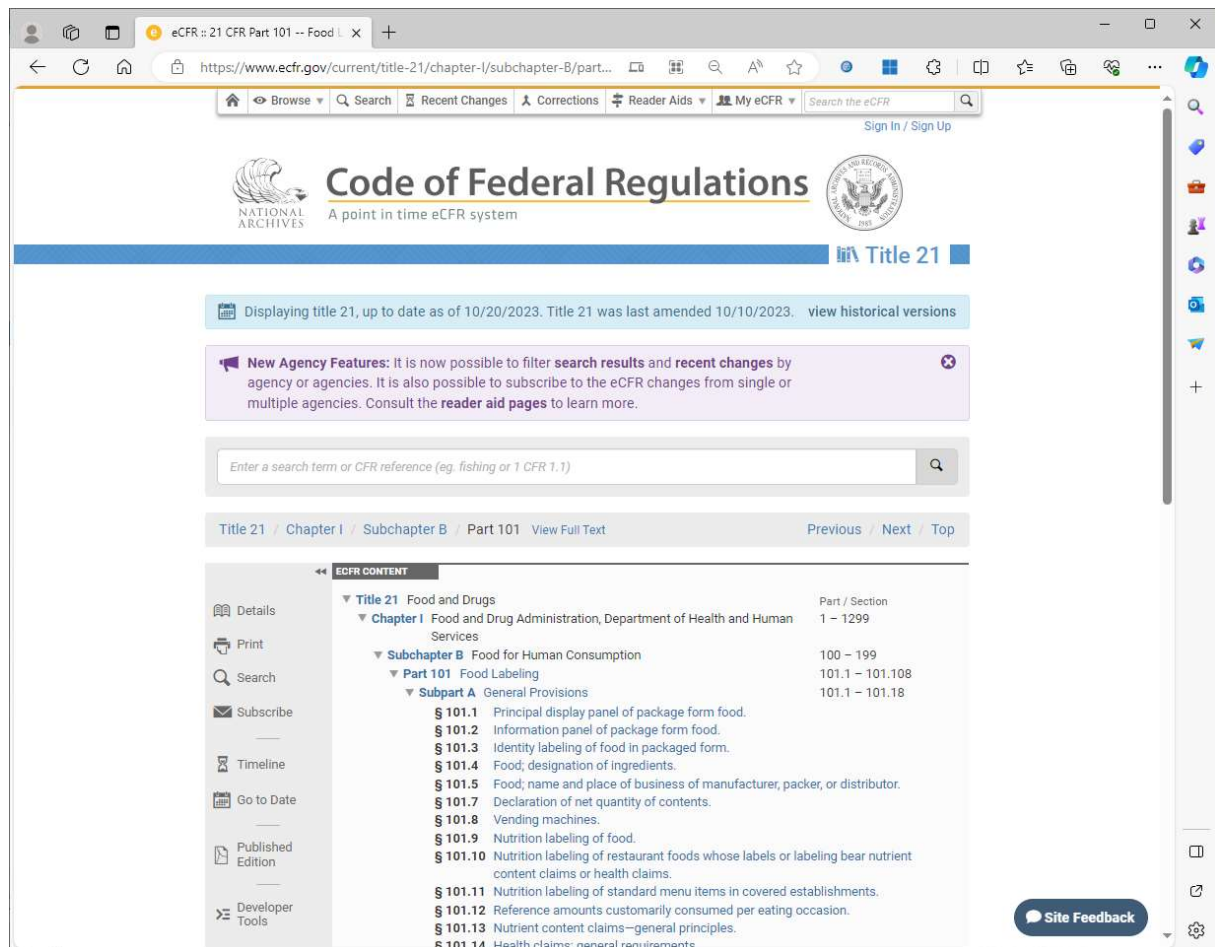 eCFR :: 21 CFR Part 101 -- Food L
https://www.ecfr.gov/current/title-21/chapter-I/subchapter-B/part...
Browse Search Recent Changes Corrections Reader Aids My eCFR Search the eCFR
Sign In / Sign Up
NATIONAL ARCHIVES
Code of Federal Regulations
A point in time eCFR system
Title 21
Displaying title 21, up to date as of 10/20/2023. Title 21 was last amended 10/10/2023. view historical versions
New Agency Features: It is now possible to filter search results and recent changes by
agency or agencies. It is also possible to subscribe to the eCFR changes from single or
multiple agencies. Consult the reader aid pages to learn more.
Enter a search term or CFR reference (eg. fishing or 1 CFR 1.1)
Title 21 / Chapter I / Subchapter B / Part 101 View Full Text Previous / Next / Top
Details
Print
Search
Subscribe
Timeline
Go to Date
Published
Edition
Developer
Tools
ECFR CONTENT
Title 21 Food and Drugs Part / Section
Chapter I Food and Drug Administration, Department of Health and Human 1 – 1299
Services
Subchapter B Food for Human Consumption 100 – 199
Part 101 Food Labeling 101.1 – 101.108
Subpart A General Provisions 101.1 – 101.18
§ 101.1 Principal display panel of package form food.
§ 101.2 Information panel of package form food.
§ 101.3 Identity labeling of food in packaged form.
§ 101.4 Food; designation of ingredients.
§ 101.5 Food; name and place of business of manufacturer, packer, or distributor.
§ 101.7 Declaration of net quantity of contents.
§ 101.8 Vending machines.
§ 101.9 Nutrition labeling of food.
§ 101.10 Nutrition labeling of restaurant foods whose labels or labeling bear nutrient
content claims or health claims.
§ 101.11 Nutrition labeling of standard menu items in covered establishments.
§ 101.12 Reference amounts customarily consumed per eating occasion.
§ 101.13 Nutrient content claims—general principles.
§ 101.14 Health claims: general requirements.
Site Feedback